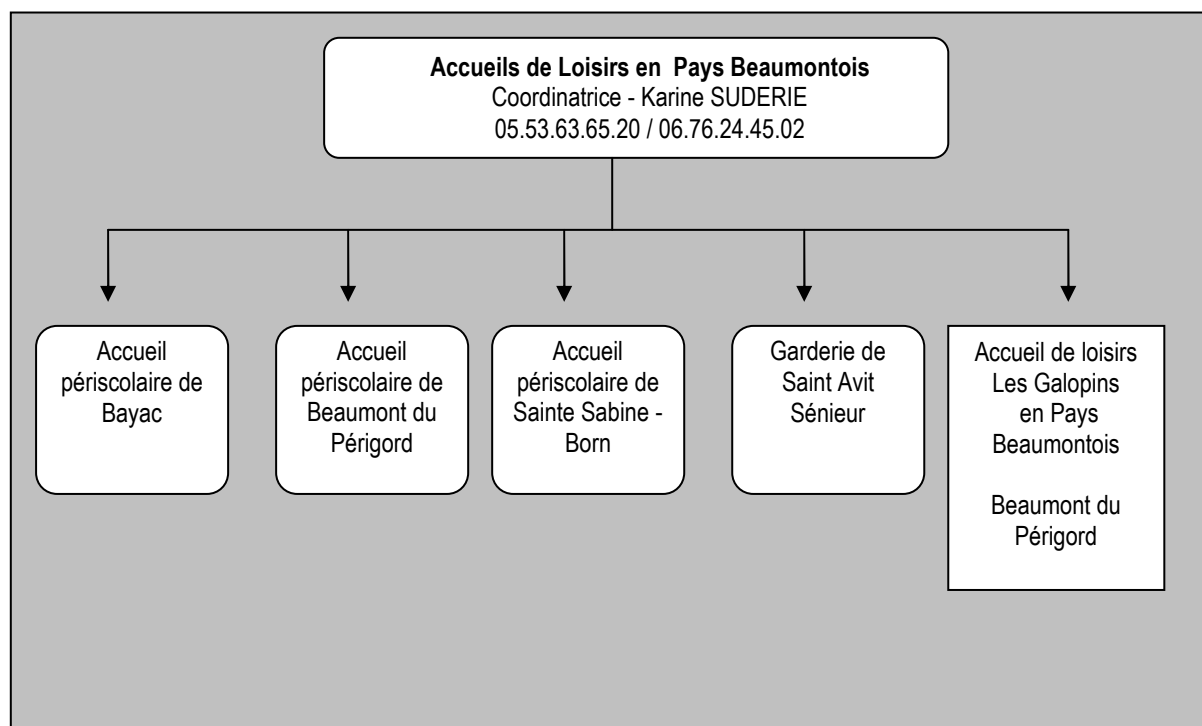 Accueils de Loisirs en Pays Beaumontois
Coordinatrice - Karine SUDERIE
05.53.63.65.20 / 06.76.24.45.02
Accueil
périscolaire de
Bayac
Accueil
périscolaire de
Beaumont du
Périgord
Accueil
périscolaire de
Sainte Sabine -
Born
Garderie de
Saint Avit
Sénieur
Accueil de loisirs
Les Galopins
en Pays
Beaumontois
Beaumont du
Périgord